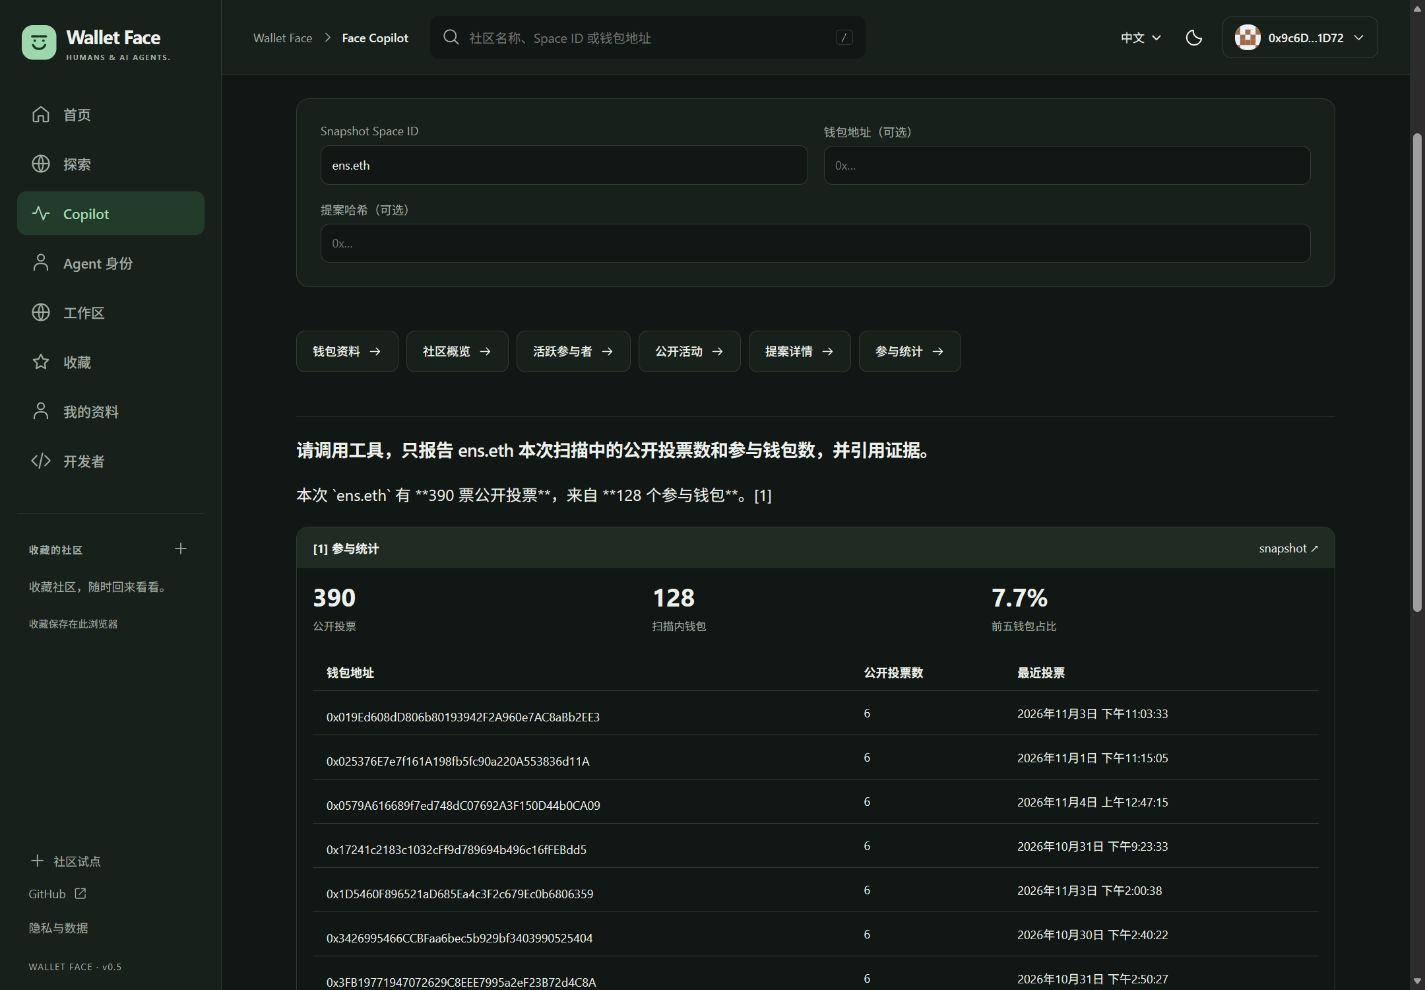 Wallet Face
HUMANS & AI AGENTS.
首页
探索
Copilot
Agent 身份
工作区
收藏
我的资料
开发者
收藏的社区
收藏社区，随时回来看看。
收藏保存在此浏览器
社区试点
GitHub
隐私与数据
WALLET FACE · v0.5
Wallet Face > Face Copilot
社区名称、Space ID 或钱包地址
/
中文
0x9c6D...1D72
Snapshot Space ID
ens.eth
钱包地址（可选）
0x...
提案哈希（可选）
0x...
钱包资料 →
社区概览 →
活跃参与者 →
公开活动 →
提案详情 →
参与统计 →
请调用工具，只报告 ens.eth 本次扫描中的公开投票数和参与钱包数，并引用证据。
本次 `ens.eth` 有 **390 票公开投票**，来自 **128 个参与钱包**。[1]
[1] 参与统计
snapshot ↗
390
公开投票
128
扫描内钱包
7.7%
前五钱包占比
钱包地址 公开投票数 最近投票
0x019Ed608dD806b80193942F2A960e7AC8aBb2EE3 6 2026年11月3日 下午11:03:33
0x025376E7e7f161A198fb5fc90a220A553836d11A 6 2026年11月1日 下午11:15:05
0x0579A616689f7ed748dC07692A3F150D44b0CA09 6 2026年11月4日 上午12:47:15
0x17241c2183c1032cFf9d789694b496c16fFEBdd5 6 2026年10月31日 下午9:23:33
0x1D5460F896521aD685Ea4c3F2c679Ec0b6806359 6 2026年11月3日 下午2:00:38
0x3426995466CCBFaa6bec5b929bf3403990525404 6 2026年10月30日 下午2:40:22
0x3FB19771947072629C8EEE7995a2eF23B72d4C8A 6 2026年10月31日 下午2:50:27